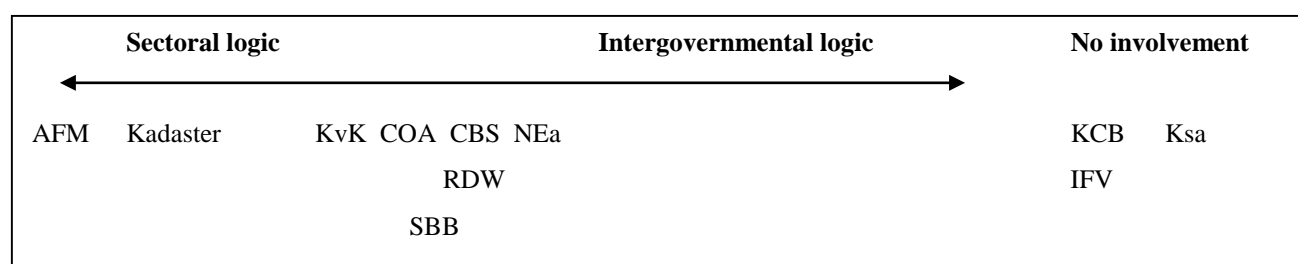 Sectoral logic Intergovernmental logic No involvement
AFM Kadaster KvK COA CBS NEa KCB Ksa
RDW IFV
SBB